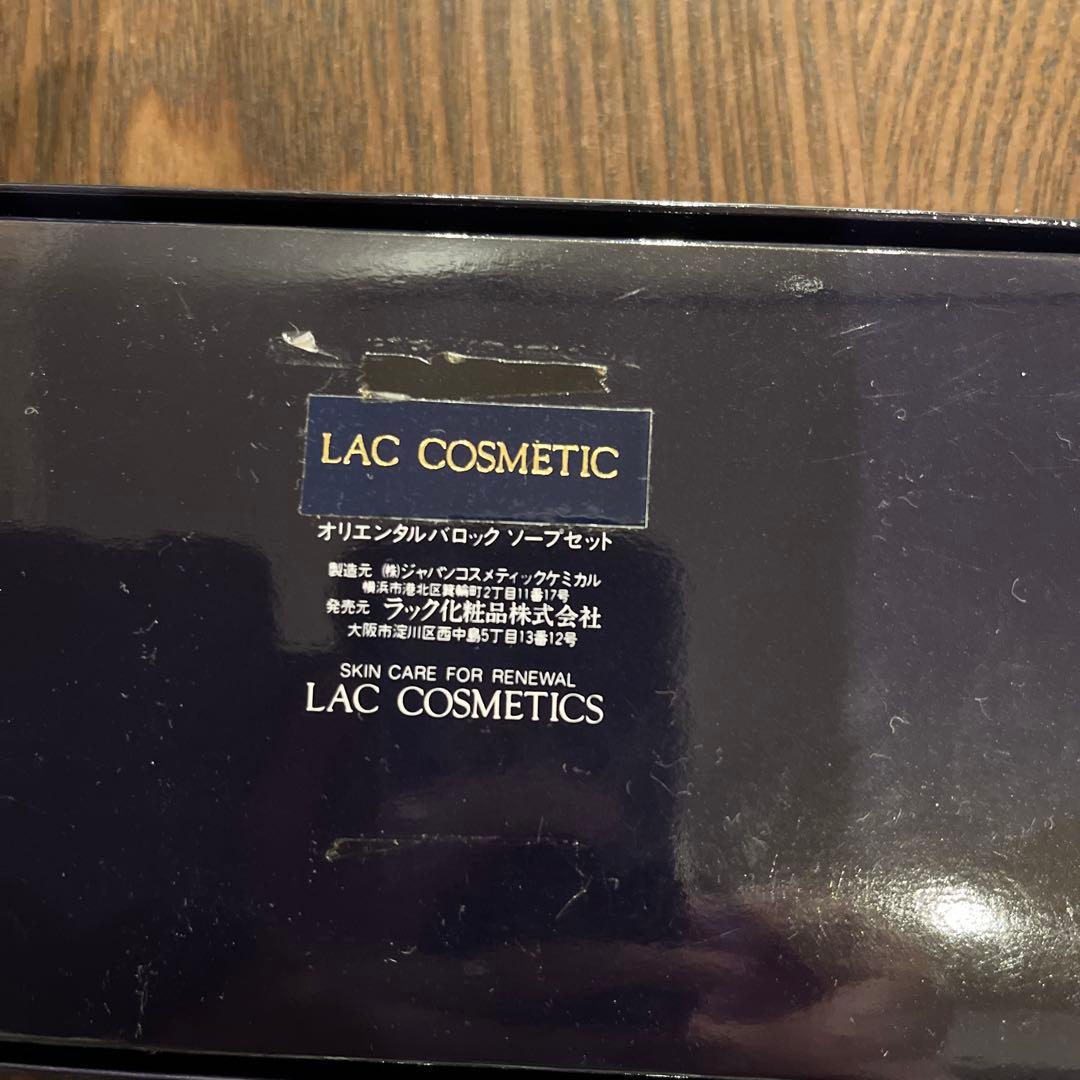 LAC COSMETIC
オリエンタルバロック ソープセット
製造元 ㈱ジャパンコスメティックケミカル
横浜市港北区箕輪町2丁目11番17号
発売元 ラック化粧品株式会社
大阪市淀川区西中島5丁目13番12号
SKIN CARE FOR RENEWAL
LAC COSMETICS